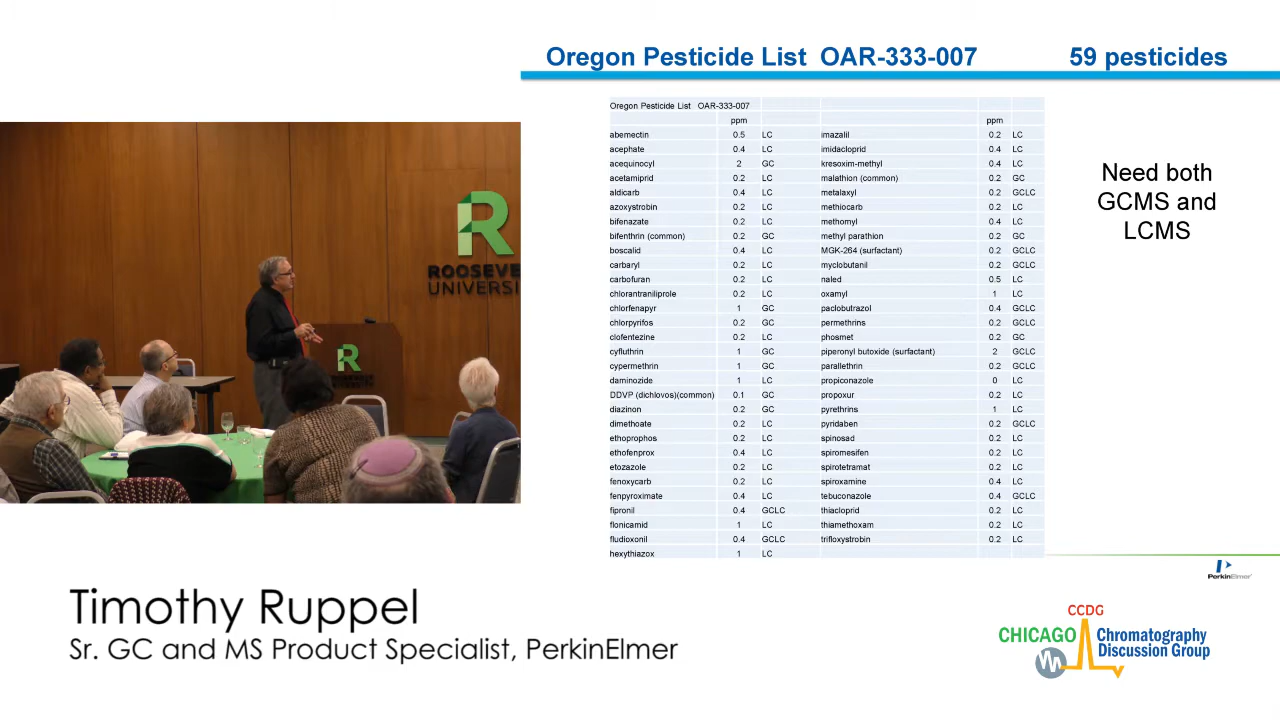 Oregon Pesticide List OAR-333-007 59 pesticides
Oregon Pesticide List OAR-333-007
ppm ppm
abemectin 0.5 LC imazalil 0.2 LC
acephate 0.4 LC imidacloprid 0.4 LC
acequinocyl 2 GC kresoxim-methyl 0.4 LC
acetamiprid 0.2 LC malathion (common) 0.2 GC
aldicarb 0.4 LC metalaxyl 0.2 GCLC
azoxystrobin 0.2 LC methiocarb 0.2 LC
bifenazate 0.2 LC methomyl 0.4 LC
bifenthrin (common) 0.2 GC methyl parathion 0.2 GC
boscalid 0.4 LC MGK-264 (surfactant) 0.2 GCLC
carbaryl 0.2 LC myclobutanil 0.2 GCLC
carbofuran 0.2 LC naled 0.5 LC
chlorantraniliprole 0.2 LC oxamyl 1 LC
chlorfenapyr 1 GC paclobutrazol 0.4 GCLC
chlorpyrifos 0.2 GC permethrins 0.2 GCLC
clofentezine 0.2 LC phosmet 0.2 GC
cyfluthrin 1 GC piperonyl butoxide (surfactant) 2 GCLC
cypermethrin 1 GC parallethrin 0.2 GCLC
daminozide 1 LC propiconazole 0 LC
DDVP (dichlovos)(common) 0.1 GC propoxur 0.2 LC
diazinon 0.2 GC pyrethrins 1 LC
dimethoate 0.2 LC pyridaben 0.2 GCLC
ethoprophos 0.2 LC spinosad 0.2 LC
ethofenprox 0.4 LC spiromesifen 0.2 LC
etozazole 0.2 LC spirotetramat 0.2 LC
fenoxycarb 0.2 LC spiroxamine 0.4 LC
fenpyroximate 0.4 LC tebuconazole 0.4 GCLC
fipronil 0.4 GCLC thiacloprid 0.2 LC
flonicamid 1 LC thiamethoxam 0.2 LC
fludioxonil 0.4 GCLC trifloxystrobin 0.2 LC
hexythiazox 1 LC
Need both
GCMS and
LCMS
R
ROOSEVE
UNIVERSI
R
PerkinElmer
Timothy Ruppel
Sr. GC and MS Product Specialist, PerkinElmer
CCDG
CHICAGO Chromatography
Discussion Group